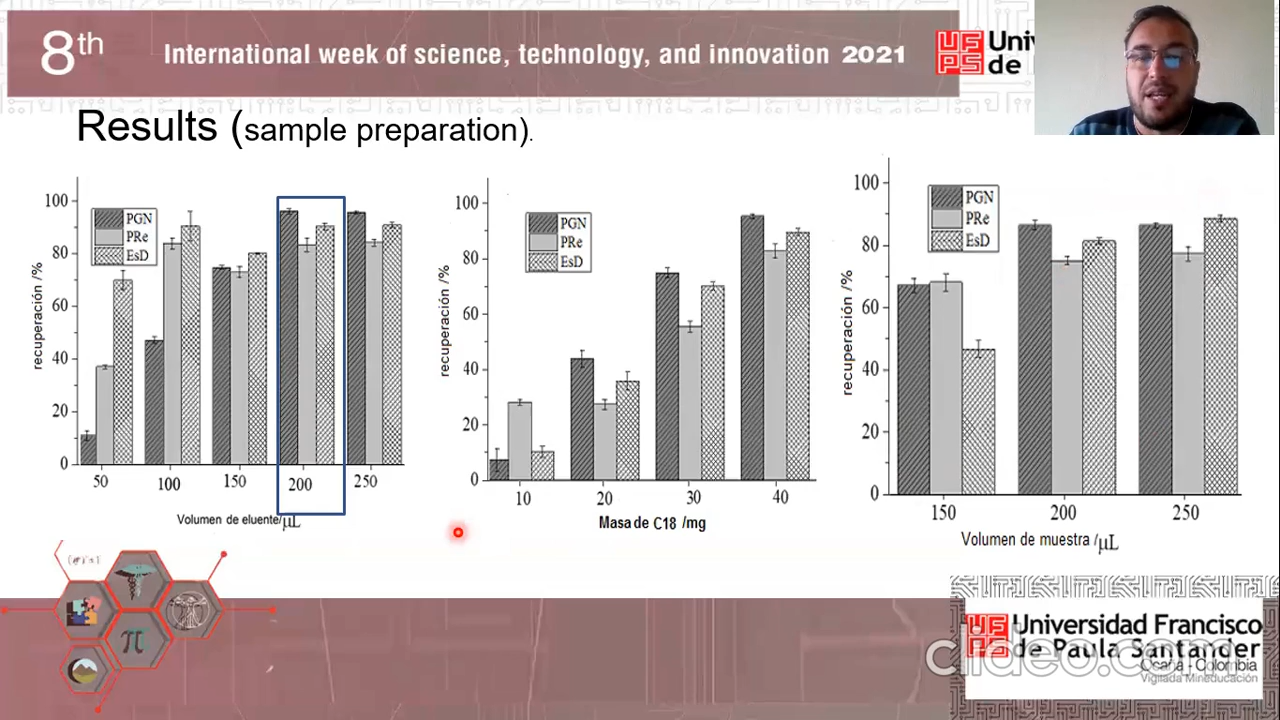 8th
International week of science, technology, and innovation 2021
UFPS
Uni
de
Results (sample preparation).
100
80
60
40
20
0
recuperación /%
PGN
PRe
EsD
50
100
150
200
250
Volumen de eluente/µL
100
80
60
40
20
0
recuperación /%
PGN
PRe
EsD
10
20
30
40
Masa de C18 /mg
100
80
60
40
20
0
recuperación /%
PGN
PRe
EsD
150
200
250
Volumen de muestra /µL
π
UFPS
Universidad Francisco
de Paula Santander
Ocaña - Colombia
Vigilada Mineducación
clideo.com